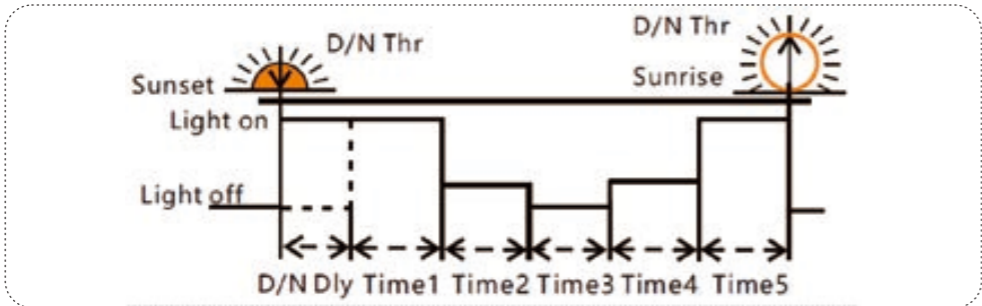 D/N Thr
D/N Thr
Sunset
Sunrise
Light on
Light off
D/N Dly Time1 Time2 Time3 Time4 Time5